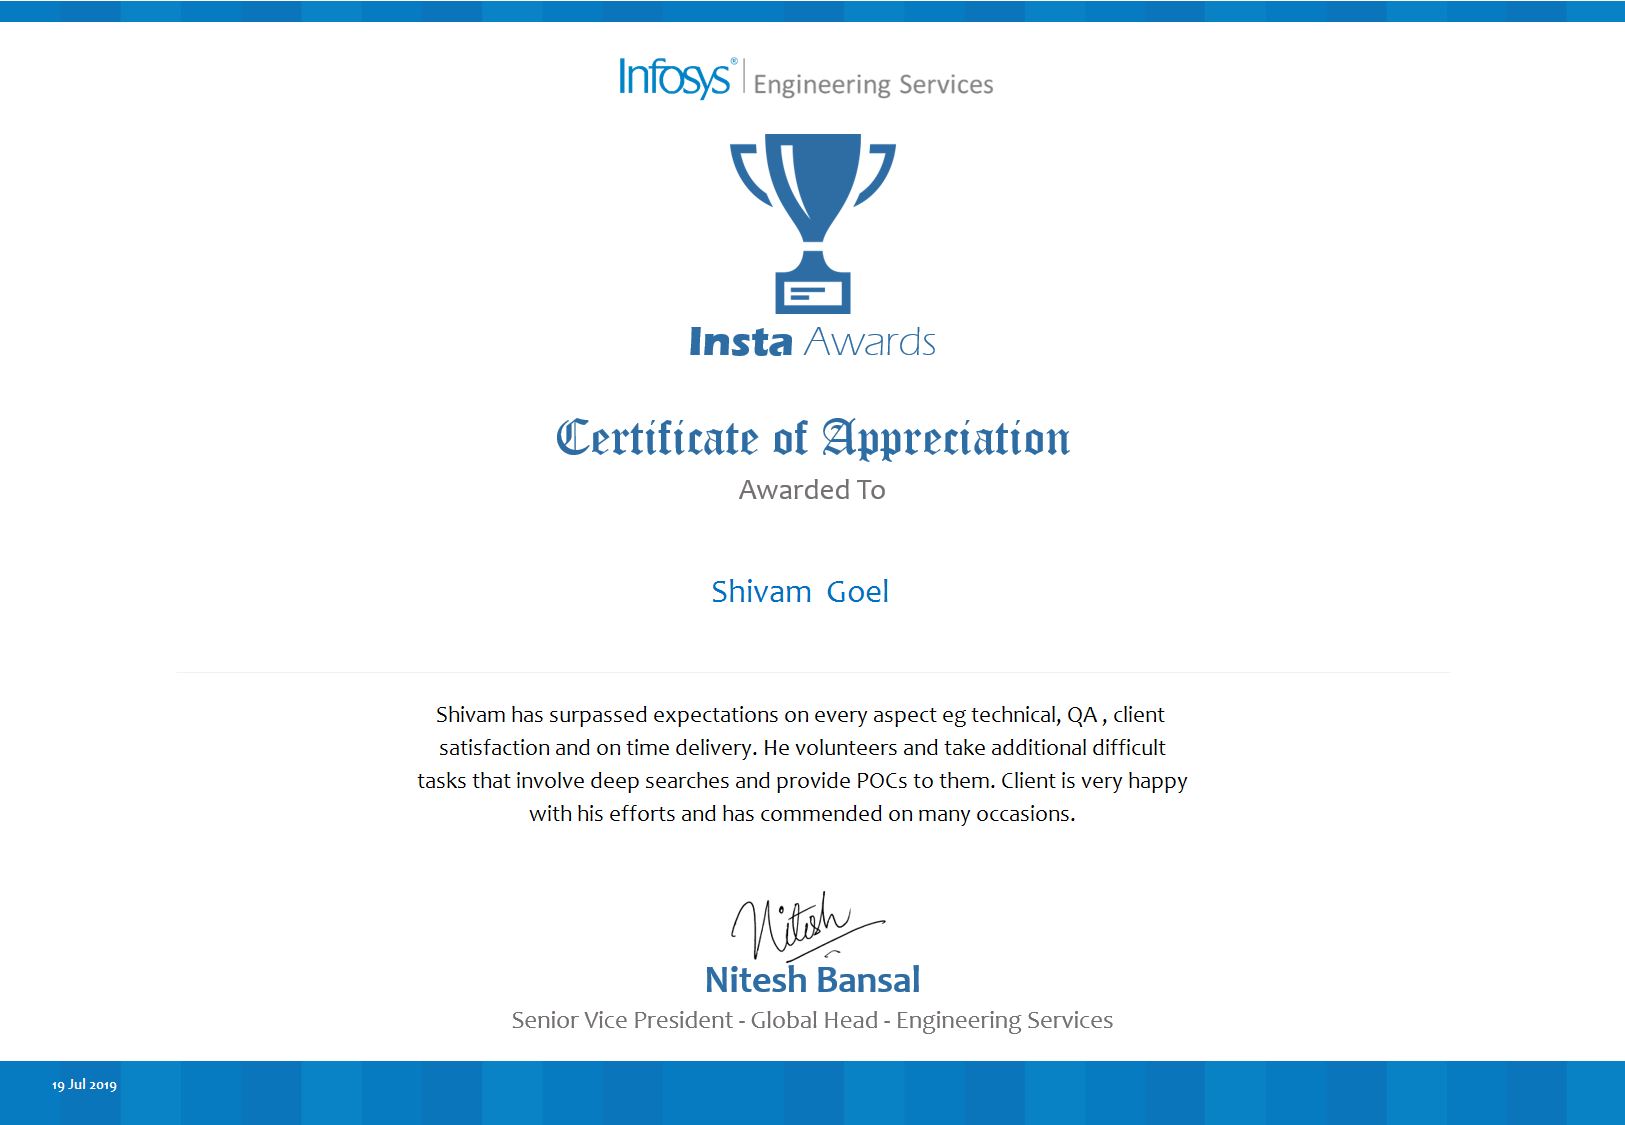 Infosys® | Engineering Services
Insta Awards
Certificate of Appreciation
Awarded To
Shivam Goel
Shivam has surpassed expectations on every aspect eg technical, QA , client
satisfaction and on time delivery. He volunteers and take additional difficult
tasks that involve deep searches and provide POCs to them. Client is very happy
with his efforts and has commended on many occasions.
Nitesh
Nitesh Bansal
Senior Vice President - Global Head - Engineering Services
19 Jul 2019